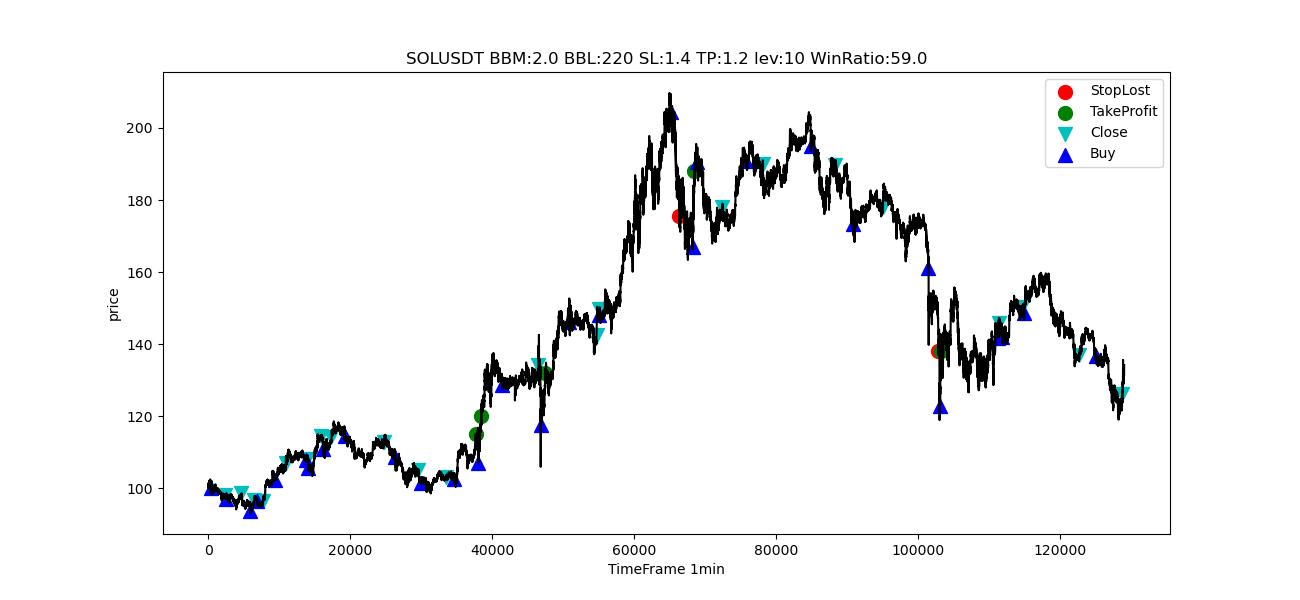 SOLUSDT BBM:2.0 BBL:220 SL:1.4 TP:1.2 lev:10 WinRatio:59.0
StopLost
TakeProfit
Close
Buy
200
180
160
140
120
100
price
0 20000 40000 60000 80000 100000 120000
TimeFrame 1min